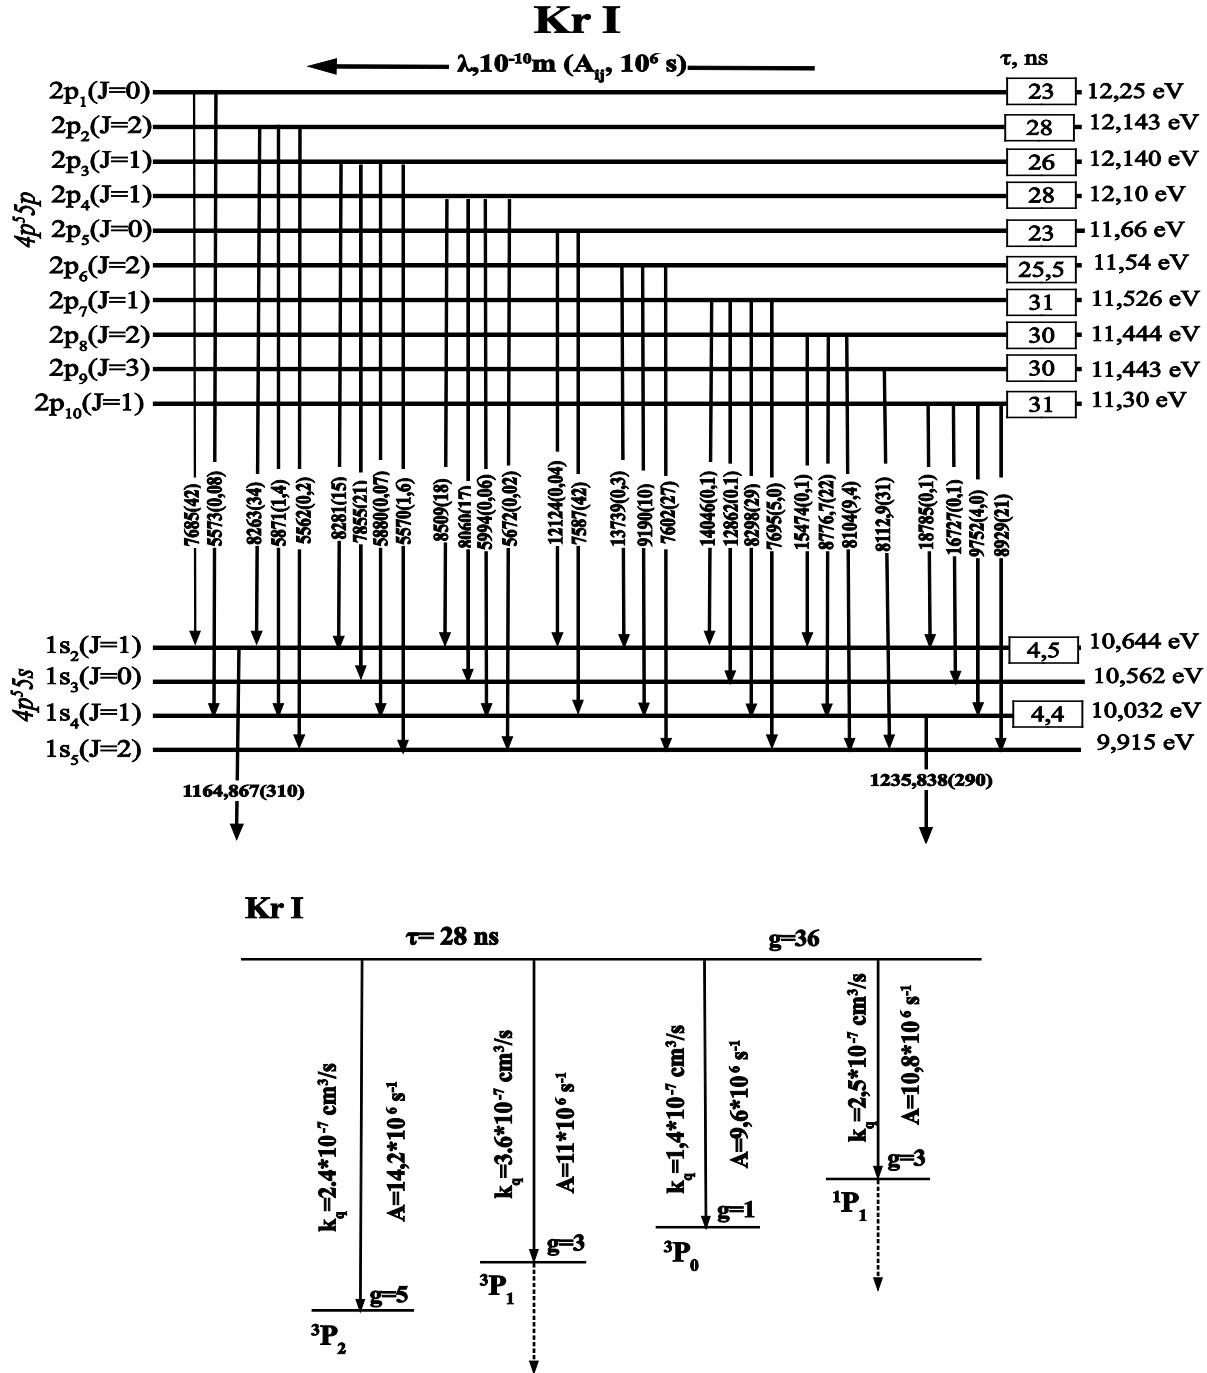 Kr I
λ,10⁻¹⁰m (Aᵢⱼ, 10⁶ s)
τ, ns
2p₁(J=0) 23 12,25 eV
2p₂(J=2) 28 12,143 eV
2p₃(J=1) 26 12,140 eV
2p₄(J=1) 28 12,10 eV
2p₅(J=0) 23 11,66 eV
2p₆(J=2) 25,5 11,54 eV
2p₇(J=1) 31 11,526 eV
2p₈(J=2) 30 11,444 eV
2p₉(J=3) 30 11,443 eV
2p₁₀(J=1) 31 11,30 eV
4p⁵5p
7685(42)
5573(0,08)
8263(34)
5871(1,4)
5562(0,2)
8281(15)
7855(21)
5880(0,07)
5570(1,6)
8509(18)
8060(17)
5994(0,06)
5672(0,02)
12124(0,04)
7587(42)
13739(0,3)
9190(10)
7602(27)
14046(0,1)
12862(0.1)
8298(29)
7695(5,0)
15474(0,1)
8776,7(22)
8104(9,4)
8112,9(31)
18785(0,1)
16727(0,1)
9752(4,0)
8929(21)
1s₂(J=1) 4,5 10,644 eV
1s₃(J=0) 10,562 eV
1s₄(J=1) 4,4 10,032 eV
1s₅(J=2) 9,915 eV
4p⁵5s
1164,867(310)
1235,838(290)
Kr I
τ= 28 ns
g=36
k_q=2.4*10⁻⁷ cm³/s
A=14,2*10⁶ s⁻¹
k_q=3.6*10⁻⁷ cm³/s
A=11*10⁶ s⁻¹
k_q=1,4*10⁻⁷ cm³/s
A=9,6*10⁶ s⁻¹
k_q=2,5*10⁻⁷ cm³/s
A=10,8*10⁶ s⁻¹
g=3
¹P₁
g=1
³P₀
g=3
³P₁
g=5
³P₂